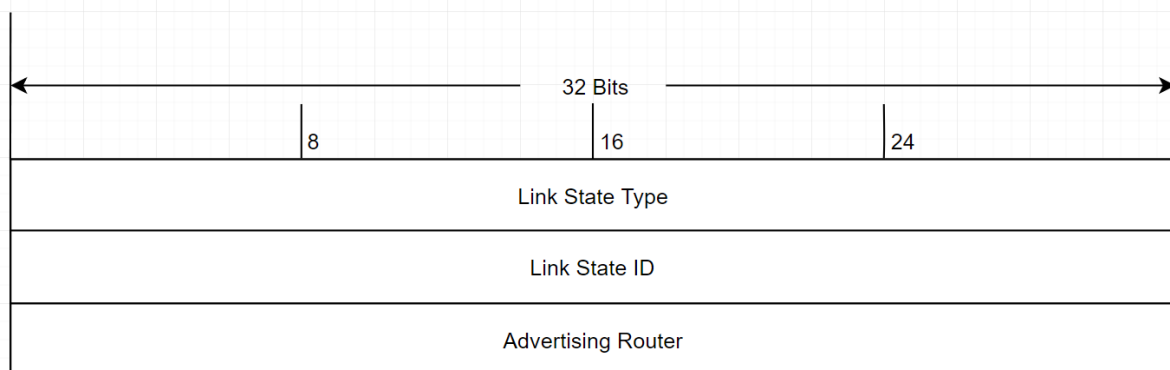 32 Bits
8 16 24
Link State Type
Link State ID
Advertising Router